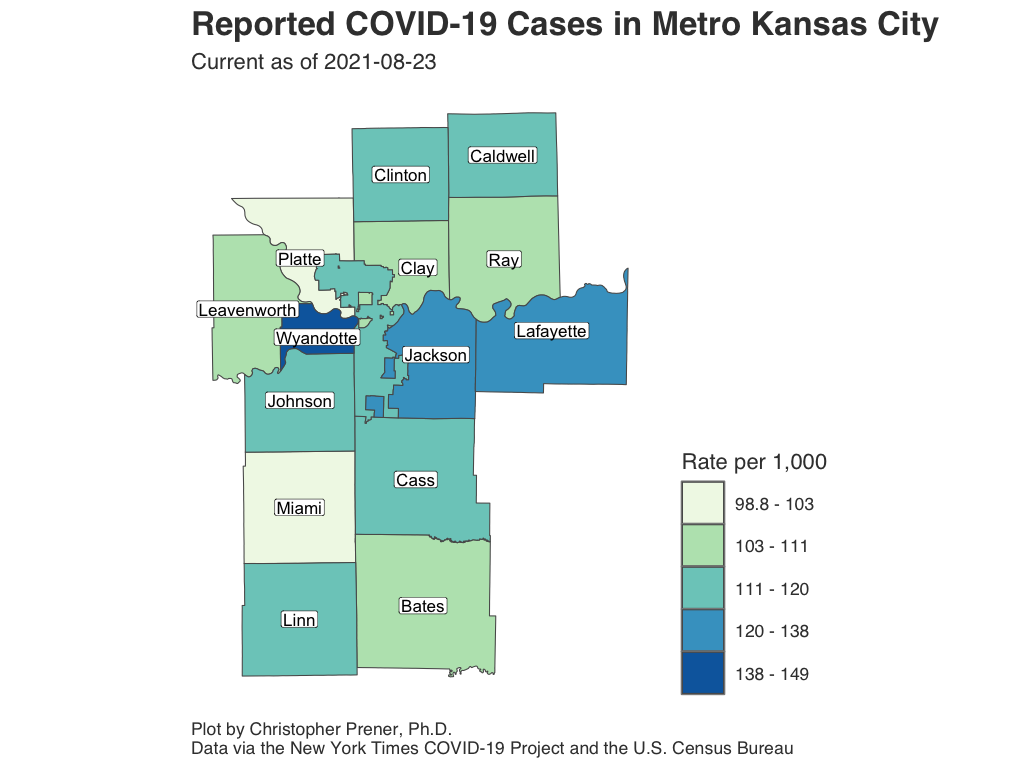 Reported COVID-19 Cases in Metro Kansas City
Current as of 2021-08-23
Caldwell
Clinton
Platte
Clay
Ray
Leavenworth
Wyandotte
Lafayette
Jackson
Johnson
Cass
Miami
Bates
Linn
Rate per 1,000
98.8 - 103
103 - 111
111 - 120
120 - 138
138 - 149
Plot by Christopher Prener, Ph.D.
Data via the New York Times COVID-19 Project and the U.S. Census Bureau